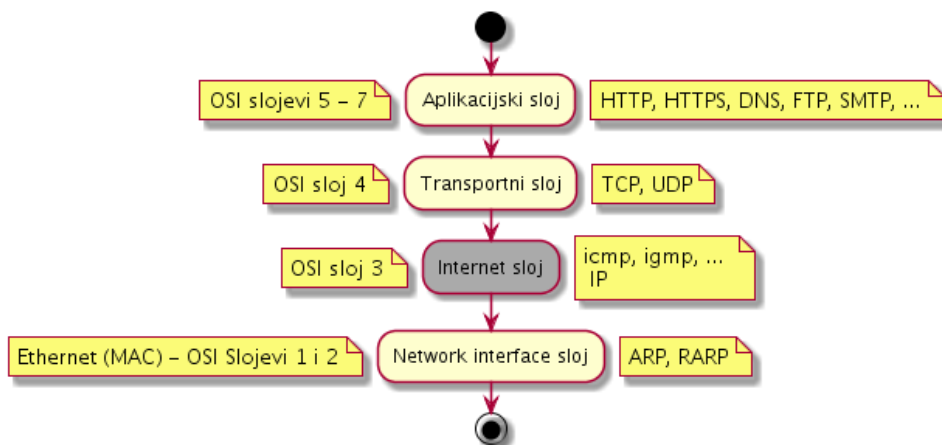 OSI slojevi 5 – 7
Aplikacijski sloj
HTTP, HTTPS, DNS, FTP, SMTP, ...
OSI sloj 4
Transportni sloj
TCP, UDP
OSI sloj 3
Internet sloj
icmp, igmp, ...
IP
Ethernet (MAC) – OSI Slojevi 1 i 2
Network interface sloj
ARP, RARP